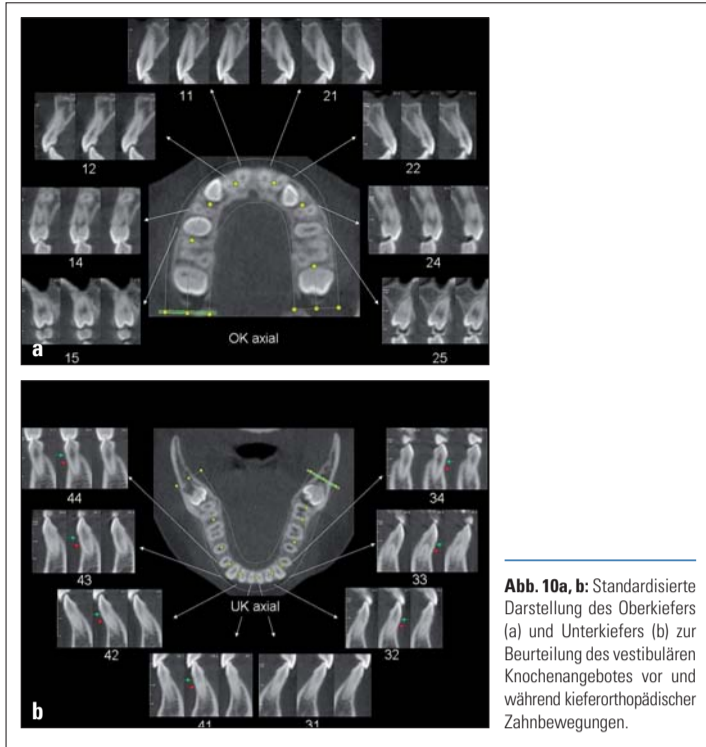 11 21
12 22
14 24
15 25
OK axial
a
44 34
43 33
UK axial
42 32
41 31
b
Abb. 10a, b: Standardisierte
Darstellung des Oberkiefers
(a) und Unterkiefers (b) zur
Beurteilung des vestibulären
Knochenangebotes vor und
während kieferorthopädischer
Zahnbewegungen.